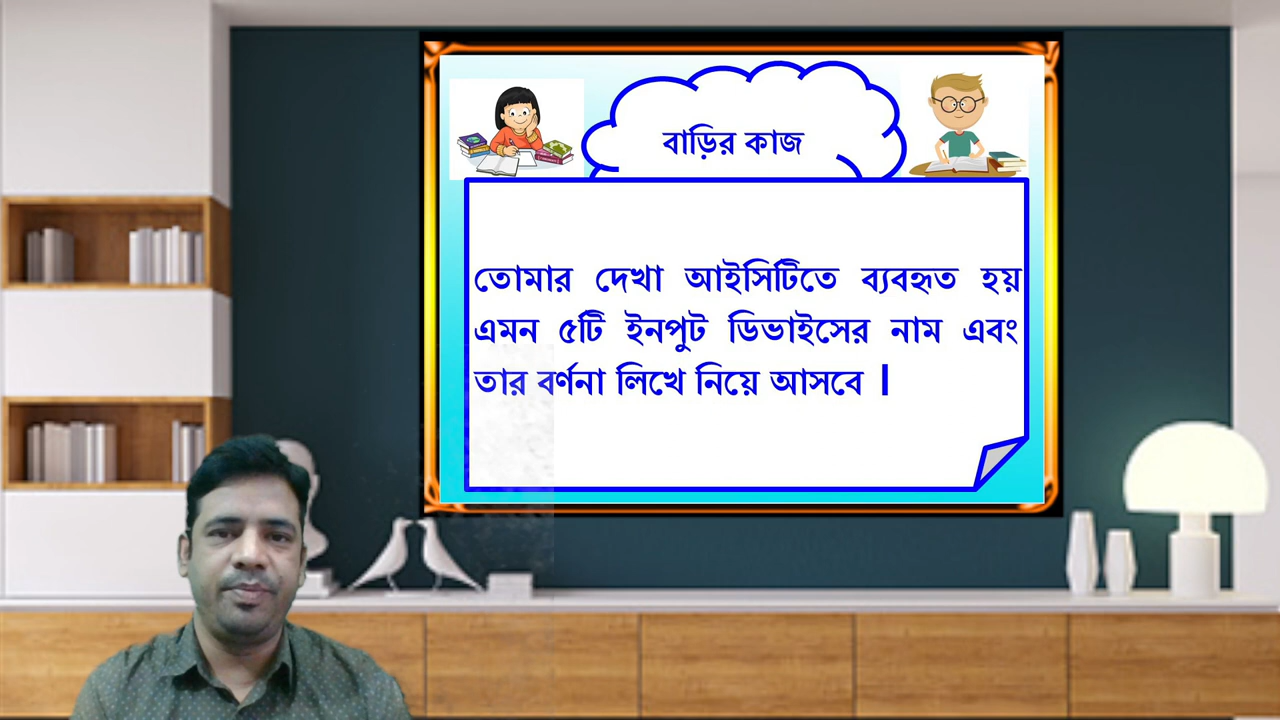 বাড়ির কাজ
তোমার দেখা আইসিটিতে ব্যবহৃত হয়
এমন ৫টি ইনপুট ডিভাইসের নাম এবং
তার বর্ণনা লিখে নিয়ে আসবে ।